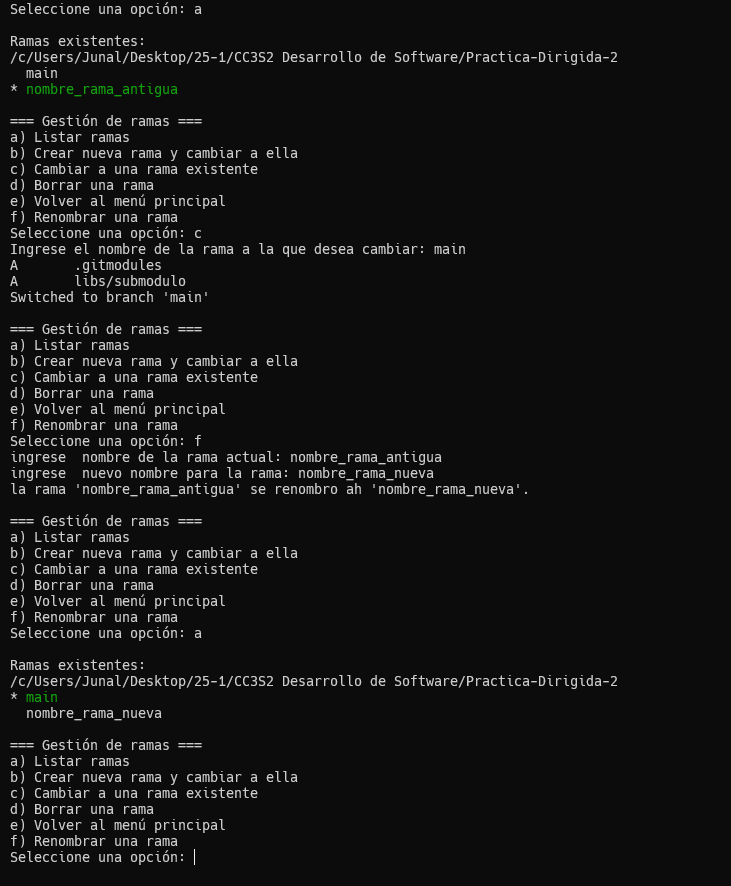 Seleccione una opción: a
Ramas existentes:
/c/Users/Junal/Desktop/25-1/CC3S2 Desarrollo de Software/Practica-Dirigida-2
  main
* nombre_rama_antigua
=== Gestión de ramas ===
a) Listar ramas
b) Crear nueva rama y cambiar a ella
c) Cambiar a una rama existente
d) Borrar una rama
e) Volver al menú principal
f) Renombrar una rama
Seleccione una opción: c
Ingrese el nombre de la rama a la que desea cambiar: main
A       .gitmodules
A       libs/submodulo
Switched to branch 'main'
=== Gestión de ramas ===
a) Listar ramas
b) Crear nueva rama y cambiar a ella
c) Cambiar a una rama existente
d) Borrar una rama
e) Volver al menú principal
f) Renombrar una rama
Seleccione una opción: f
ingrese  nombre de la rama actual: nombre_rama_antigua
ingrese  nuevo nombre para la rama: nombre_rama_nueva
la rama 'nombre_rama_antigua' se renombro ah 'nombre_rama_nueva'.
=== Gestión de ramas ===
a) Listar ramas
b) Crear nueva rama y cambiar a ella
c) Cambiar a una rama existente
d) Borrar una rama
e) Volver al menú principal
f) Renombrar una rama
Seleccione una opción: a
Ramas existentes:
/c/Users/Junal/Desktop/25-1/CC3S2 Desarrollo de Software/Practica-Dirigida-2
* main
  nombre_rama_nueva
=== Gestión de ramas ===
a) Listar ramas
b) Crear nueva rama y cambiar a ella
c) Cambiar a una rama existente
d) Borrar una rama
e) Volver al menú principal
f) Renombrar una rama
Seleccione una opción: